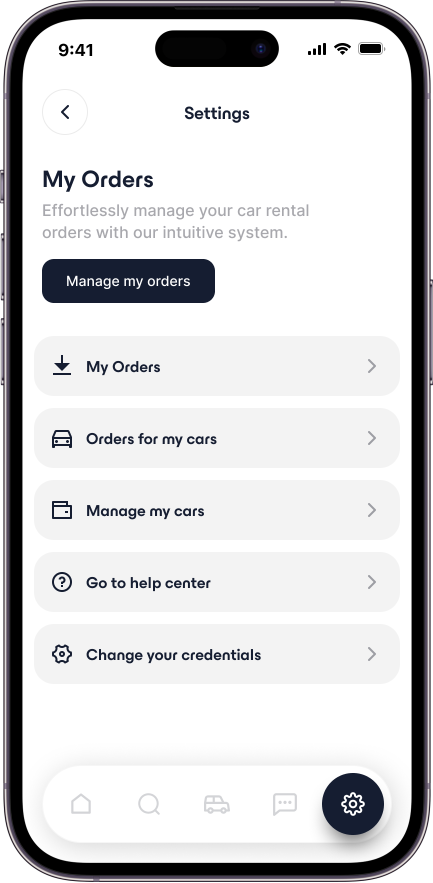 9:41
Settings
My Orders
Effortlessly manage your car rental
orders with our intuitive system.
Manage my orders
My Orders
Orders for my cars
Manage my cars
Go to help center
Change your credentials